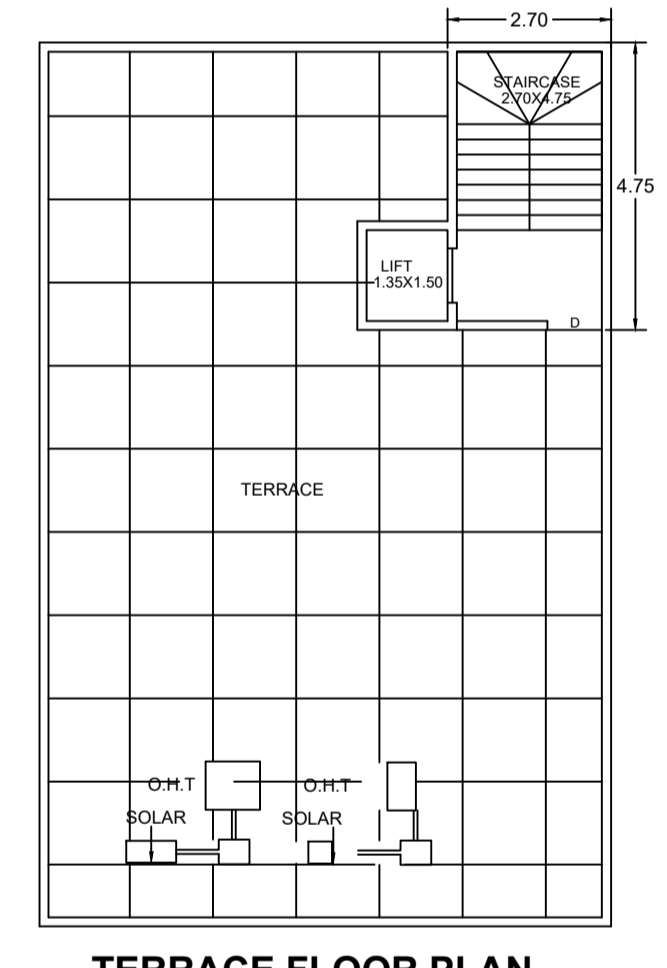 2.70
STAIRCASE
2.70X4.75
4.75
LIFT
1.35X1.50
D
TERRACE
O.H.T
O.H.T
SOLAR
SOLAR
TERRACE FLOOR PLAN